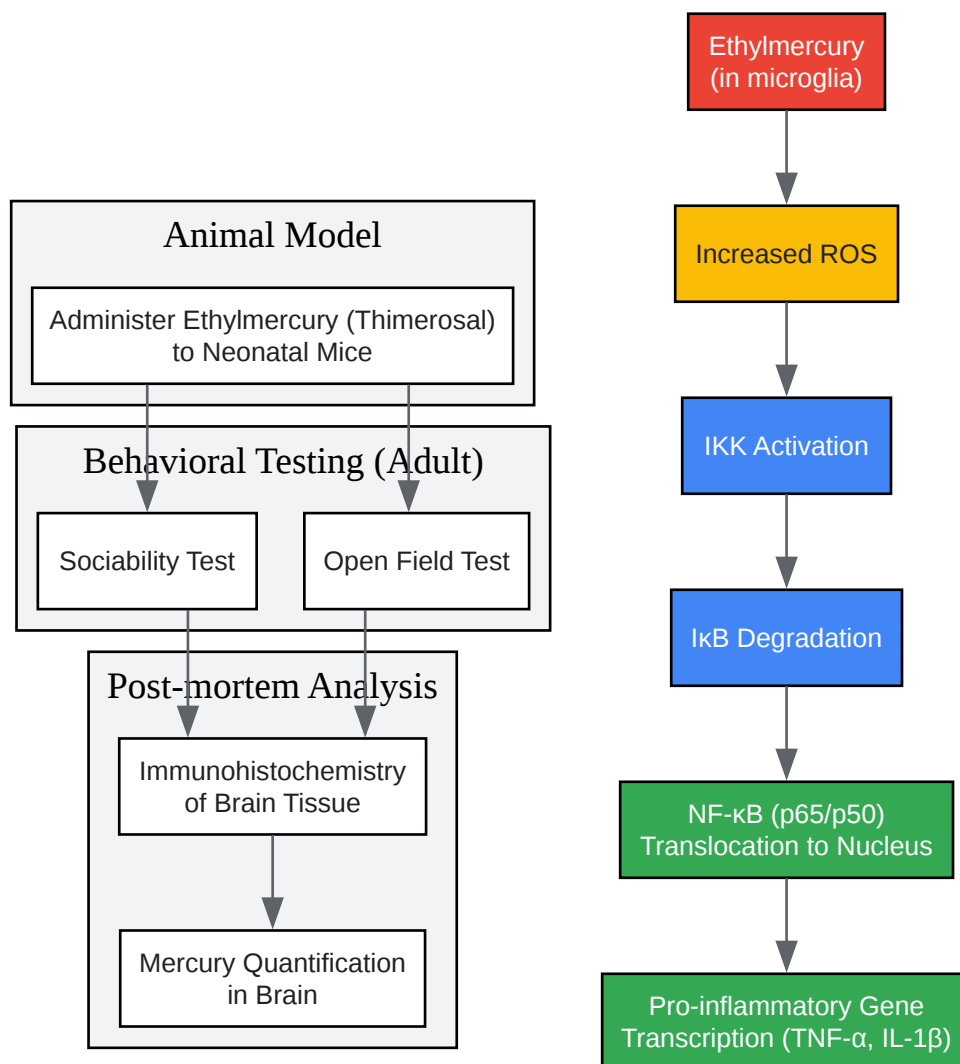 Animal Model
Administer Ethylmercury (Thimerosal)
to Neonatal Mice
Behavioral Testing (Adult)
Sociability Test
Open Field Test
Post-mortem Analysis
Immunohistochemistry
of Brain Tissue
Mercury Quantification
in Brain
Ethylmercury
(in microglia)
Increased ROS
IKK Activation
IκB Degradation
NF-κB (p65/p50)
Translocation to Nucleus
Pro-inflammatory Gene
Transcription (TNF-α, IL-1β)